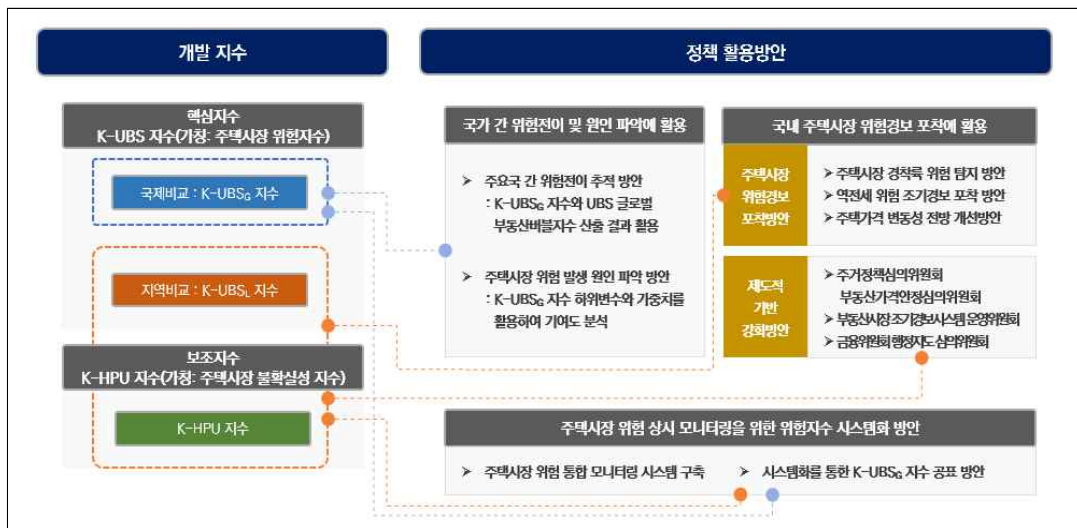 개발 지수
핵심지수
K-UBS 지수(가칭: 주택시장 위험지수)
국제비교 : K-UBSG 지수
지역비교 : K-UBSL 지수
보조지수
K-HPU 지수(가칭: 주택시장 불확실성 지수)
K-HPU 지수
정책 활용방안
국가 간 위험전이 및 원인 파악에 활용
➤ 주요국 간 위험전이 추적 방안
: K-UBSG 지수와 UBS 글로벌
부동산버블지수 산출 결과 활용
➤ 주택시장 위험 발생 원인 파악 방안
: K-UBSG 지수 하위변수와 가중치를
활용하여 기여도 분석
국내 주택시장 위험경보 포착에 활용
주택시장
위험경보
포착방안
➤ 주택시장 경착륙 위험 탐지 방안
➤ 역전세 위험 조기경보 포착 방안
➤ 주택가격 변동성 전망 개선방안
제도적
기반
강화방안
➤ 주거정책심의위원회
부동산가격안정심의위원회
➤ 부동산시장 조기경보시스템 운영위원회
➤ 금융위원회 행정지도 심의위원회
주택시장 위험 상시 모니터링을 위한 위험지수 시스템화 방안
➤ 주택시장 위험 통합 모니터링 시스템 구축
➤ 시스템화를 통한 K-UBSG 지수 공표 방안